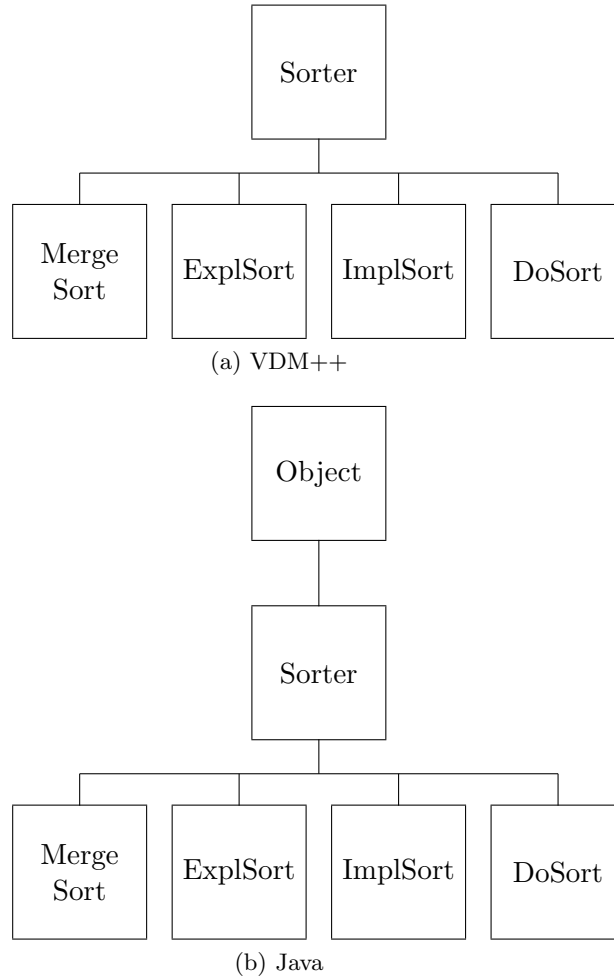 Sorter
Merge
Sort
ExplSort
ImplSort
DoSort
(a) VDM++
Object
Sorter
Merge
Sort
ExplSort
ImplSort
DoSort
(b) Java